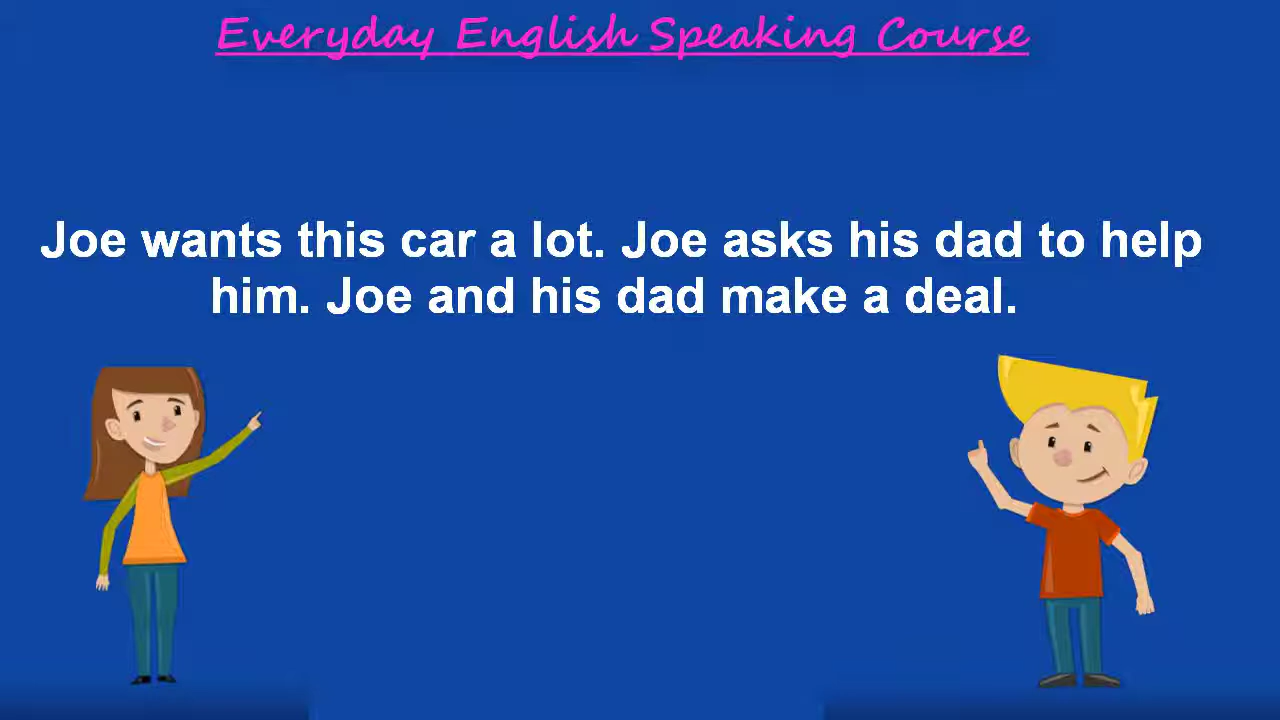 Everyday English Speaking Course
Joe wants this car a lot. Joe asks his dad to help
him. Joe and his dad make a deal.